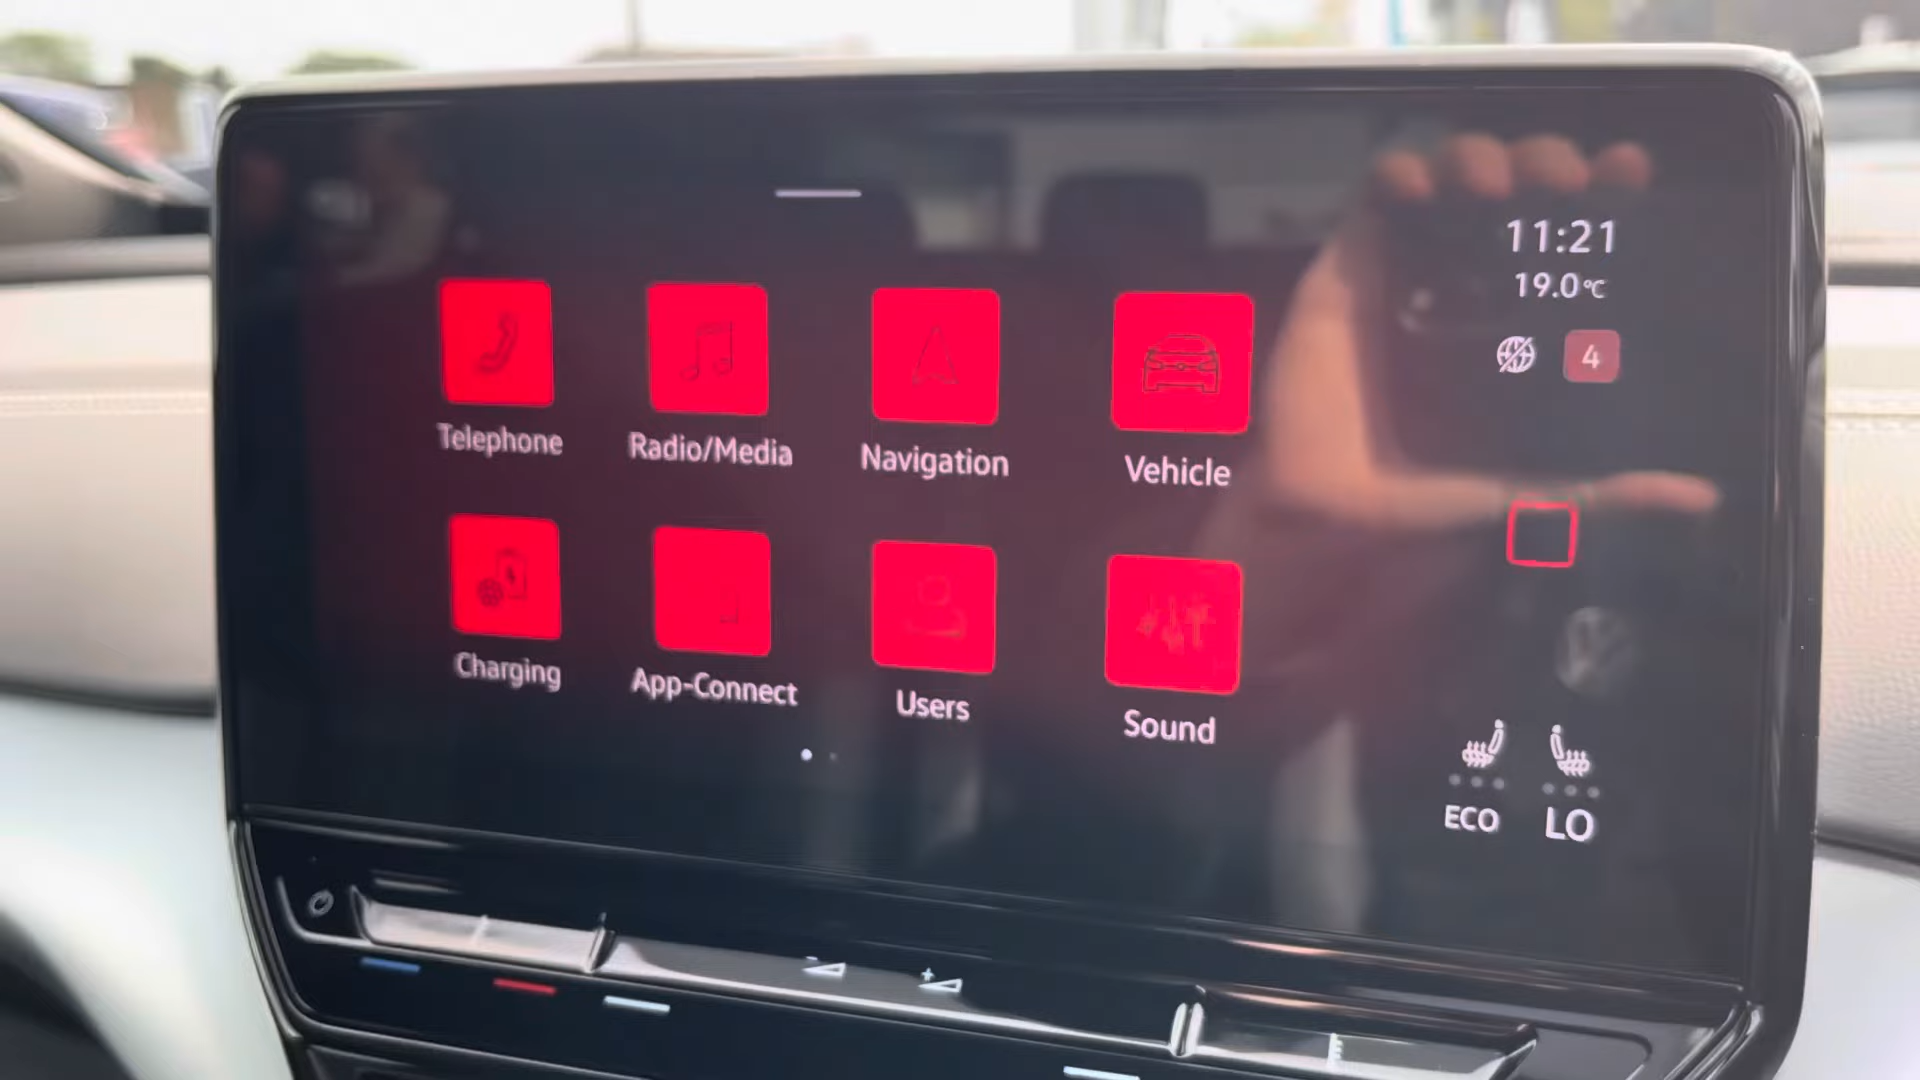 11:21
19.0°C
4
Telephone
Radio/Media
Navigation
Vehicle
Charging
App-Connect
Users
Sound
ECO
LO